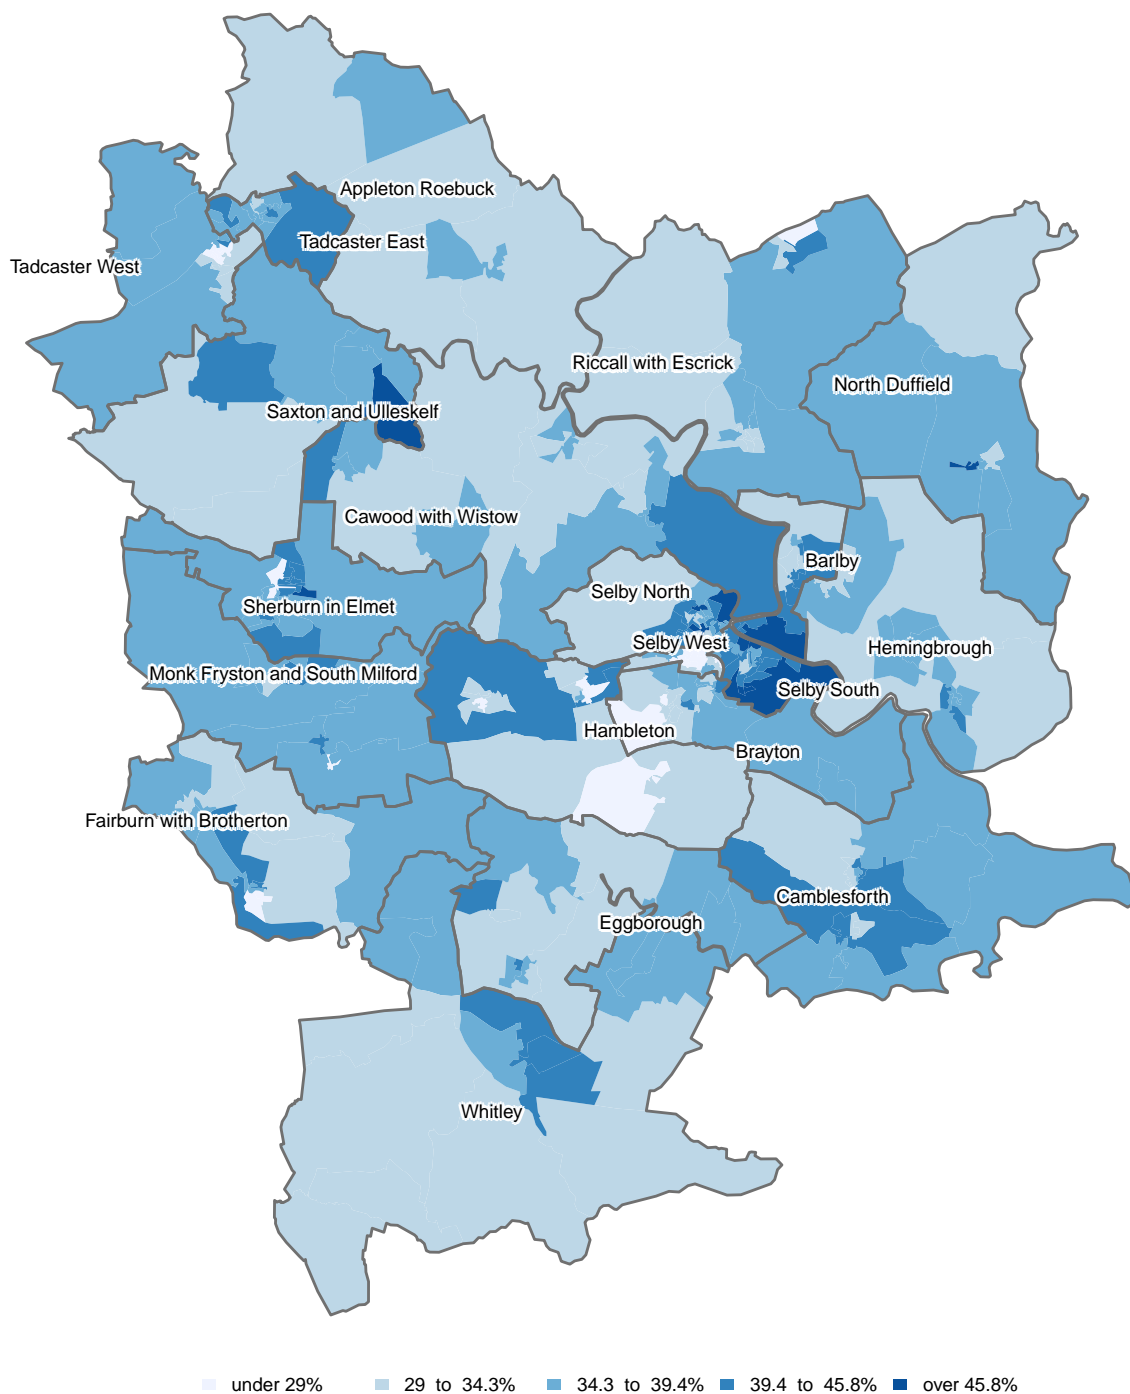 Appleton Roebuck
Tadcaster East
Tadcaster West
Riccall with Escrick
North Duffield
Saxton and Ulleskelf
Cawood with Wistow
Barlby
Selby North
Sherburn in Elmet
Selby West
Hemingbrough
Monk Fryston and South Milford
Selby South
Hambleton
Brayton
Fairburn with Brotherton
Camblesforth
Eggborough
Whitley
under 29% 29 to 34.3% 34.3 to 39.4% 39.4 to 45.8% over 45.8%